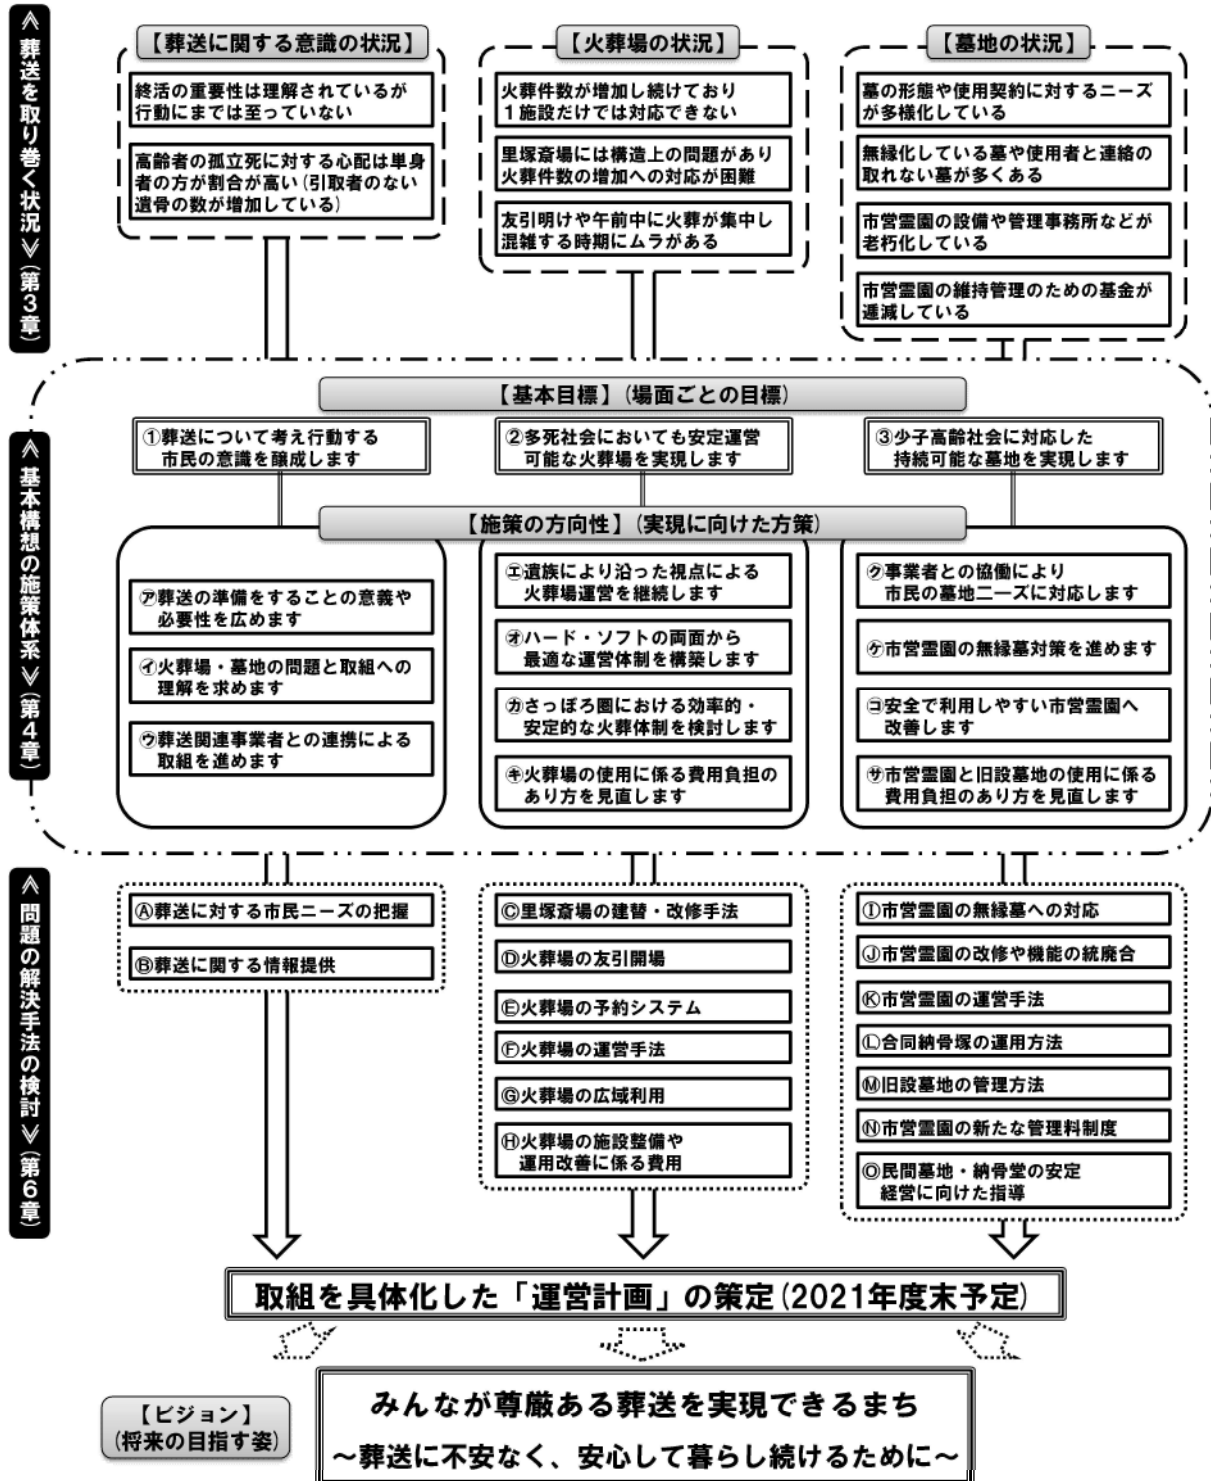 ≪葬送を取り巻く状況≫(第3章)
【葬送に関する意識の状況】
終活の重要性は理解されているが
行動にまでは至っていない
高齢者の孤立死に対する心配は単身
者の方が割合が高い(引取者のない
遺骨の数が増加している)
【火葬場の状況】
火葬件数が増加し続けており
1施設だけでは対応できない
里塚斎場には構造上の問題があり
火葬件数の増加への対応が困難
友引明けや午前中に火葬が集中し
混雑する時期にムラがある
【墓地の状況】
墓の形態や使用契約に対するニーズ
が多様化している
無縁化している墓や使用者と連絡の
取れない墓が多くある
市営霊園の設備や管理事務所などが
老朽化している
市営霊園の維持管理のための基金が
逓減している
≪基本構想の施策体系≫(第4章)
【基本目標】(場面ごとの目標)
①葬送について考え行動する
市民の意識を醸成します
②多死社会においても安定運営
可能な火葬場を実現します
③少子高齢社会に対応した
持続可能な墓地を実現します
【施策の方向性】(実現に向けた方策)
㋐葬送の準備をすることの意義や
必要性を広めます
㋑火葬場・墓地の問題と取組への
理解を求めます
㋒葬送関連事業者との連携による
取組を進めます
㋓遺族により沿った視点による
火葬場運営を継続します
㋔ハード・ソフトの両面から
最適な運営体制を構築します
㋕さっぽろ圏における効率的・
安定的な火葬体制を検討します
㋖火葬場の使用に係る費用負担の
あり方を見直します
㋗事業者との協働により
市民の墓地ニーズに対応します
㋘市営霊園の無縁墓対策を進めます
㋙安全で利用しやすい市営霊園へ
改善します
㋚市営霊園と旧設墓地の使用に係る
費用負担のあり方を見直します
≪問題の解決手法の検討≫(第6章)
Ⓐ葬送に対する市民ニーズの把握
Ⓑ葬送に関する情報提供
Ⓒ里塚斎場の建替・改修手法
Ⓓ火葬場の友引開場
Ⓔ火葬場の予約システム
Ⓕ火葬場の運営手法
Ⓖ火葬場の広域利用
Ⓗ火葬場の施設整備や
運用改善に係る費用
Ⓘ市営霊園の無縁墓への対応
Ⓙ市営霊園の改修や機能の統廃合
Ⓚ市営霊園の運営手法
Ⓛ合同納骨塚の運用方法
Ⓜ旧設墓地の管理方法
Ⓝ市営霊園の新たな管理料制度
Ⓞ民間墓地・納骨堂の安定
経営に向けた指導
取組を具体化した「運営計画」の策定(2021年度末予定)
【ビジョン】
(将来の目指す姿)
みんなが尊厳ある葬送を実現できるまち
～葬送に不安なく、安心して暮らし続けるために～